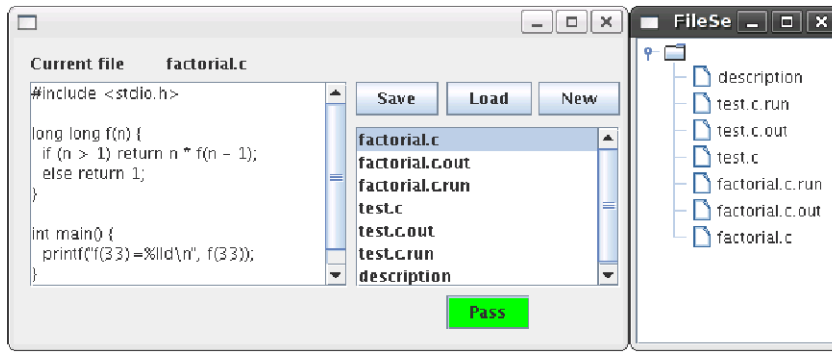 FileSe
Current file factorial.c
#include <stdio.h>
long long f(n) {
if (n > 1) return n * f(n - 1);
else return 1;
}
int main() {
printf("f(33)=%lld\n", f(33));
}
Save Load New
factorial.c
factorial.c.out
factorial.c.run
test.c
test.c.out
test.c.run
description
Pass
description
test.c.run
test.c.out
test.c
factorial.c.run
factorial.c.out
factorial.c